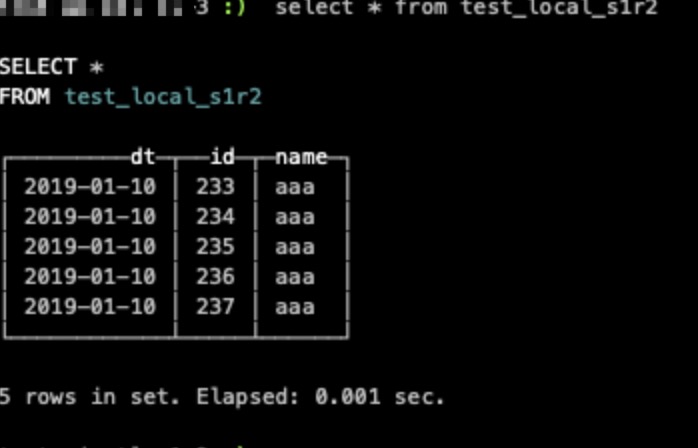 3 :) select * from test_local_s1r2
SELECT *
FROM test_local_s1r2
dt id name
2019-01-10 233 aaa
2019-01-10 234 aaa
2019-01-10 235 aaa
2019-01-10 236 aaa
2019-01-10 237 aaa
5 rows in set. Elapsed: 0.001 sec.